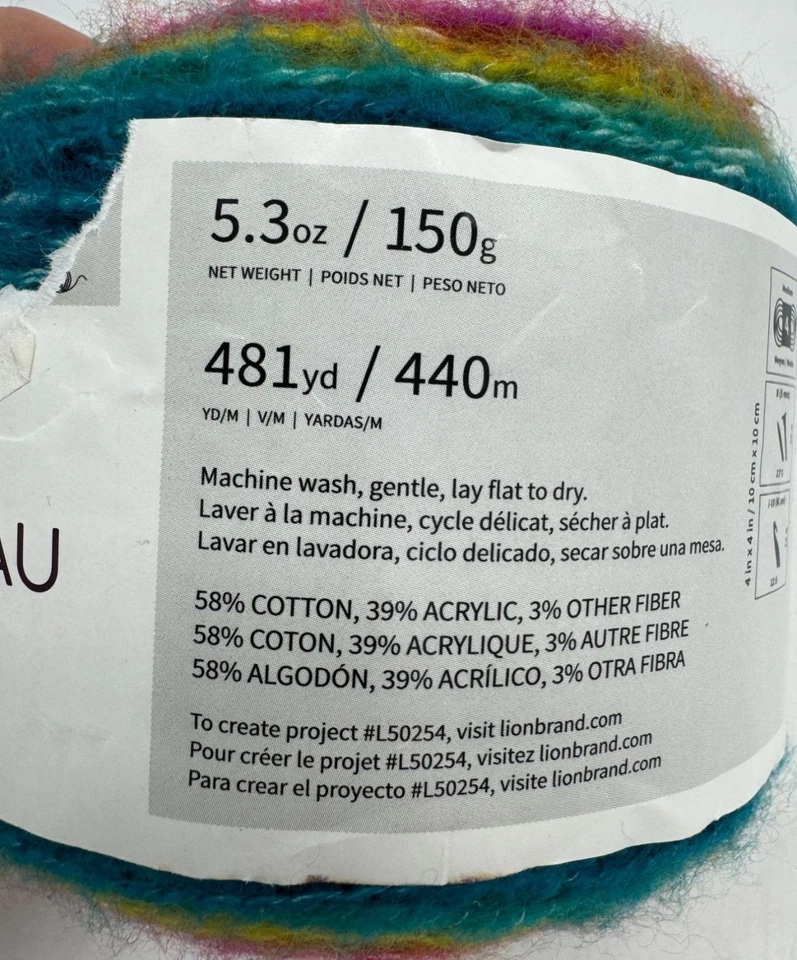 5.3oz / 150g
NET WEIGHT | POIDS NET | PESO NETO
481yd / 440m
YD/M | V/M | YARDAS/M
Machine wash, gentle, lay flat to dry.
Laver à la machine, cycle délicat, sécher à plat.
Lavar en lavadora, ciclo delicado, secar sobre una mesa.
58% COTTON, 39% ACRYLIC, 3% OTHER FIBER
58% COTON, 39% ACRYLIQUE, 3% AUTRE FIBRE
58% ALGODÓN, 39% ACRÍLICO, 3% OTRA FIBRA
To create project #L50254, visit lionbrand.com
Pour créer le projet #L50254, visitez lionbrand.com
Para crear el proyecto #L50254, visite lionbrand.com
AU
4 in x 4 in / 10 cm x 10 cm